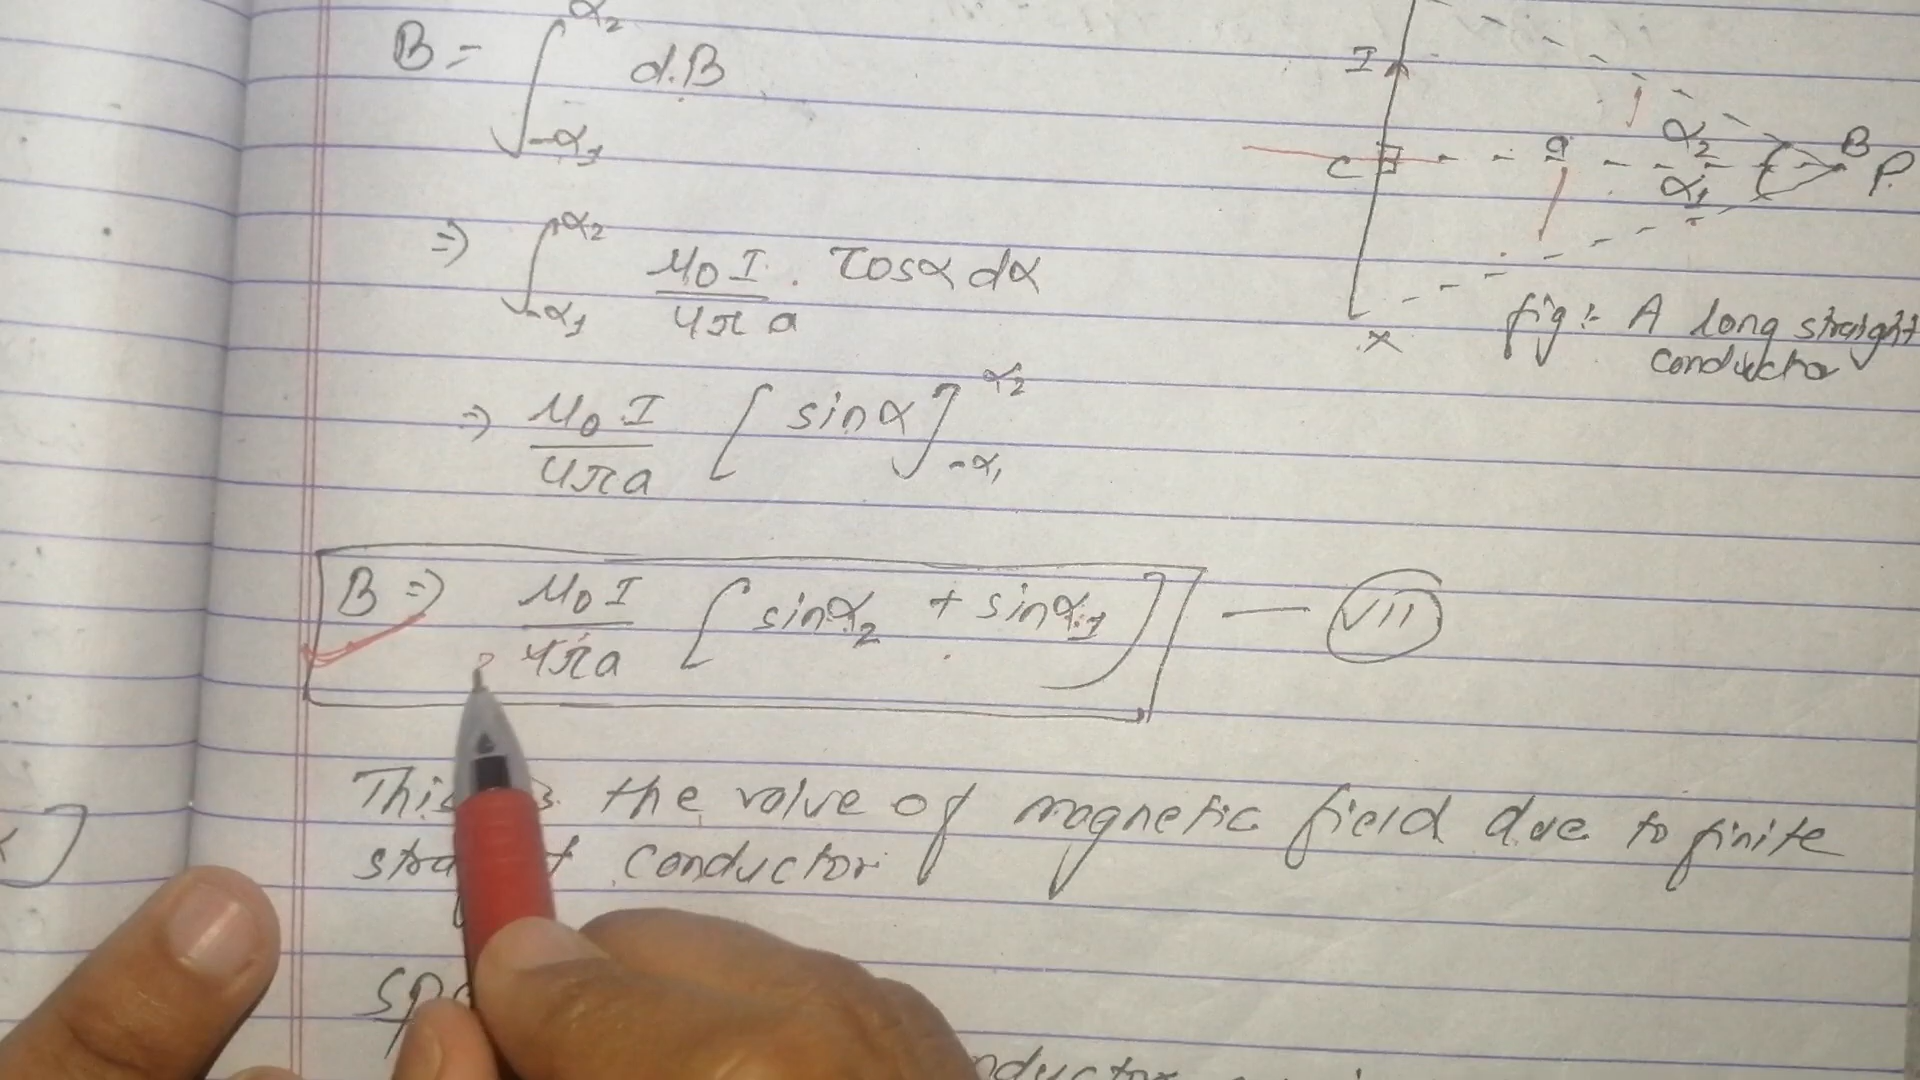 B = ∫ α₂ -α₁ d.B
I
C a α₂ α₁ B P.
X
fig :- A long straight
conductor
⇒ ∫ α₂ -α₁ μ₀I/4πa . cosα dα
⇒ μ₀I/4πa [sinα] α₂ -α₁
B ⇒ μ₀I/4πa [sinα₂ + sinα₁] — VII
the value of magnetic field due to finite
conductor